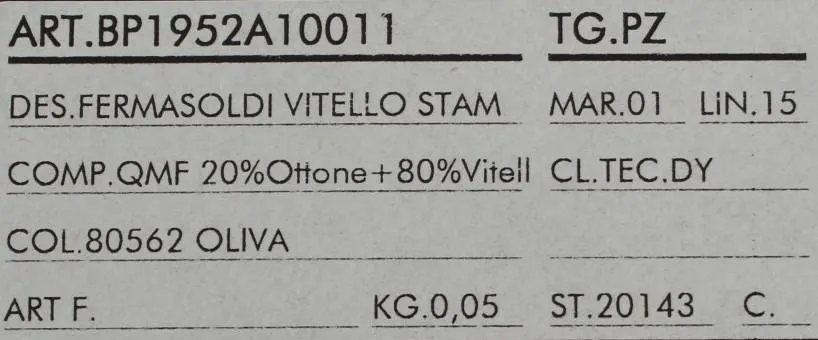 ART.BP1952A10011 TG.PZ
DES.FERMASOLDI VITELLO STAM MAR.01 LIN.15
COMP.QMF 20%Ottone+80%Vitell CL.TEC.DY
COL.80562 OLIVA
ART F. KG.0,05 ST.20143 C.